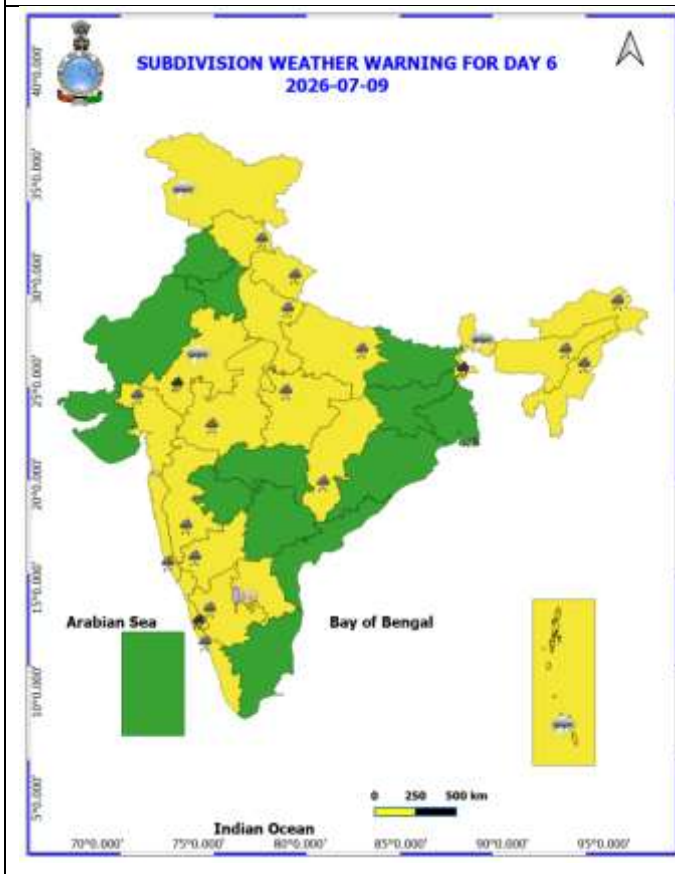 SUBDIVISION WEATHER WARNING FOR DAY 6
2026-07-09
40°0.000'
35°0.000'
30°0.000'
25°0.000'
20°0.000'
15°0.000'
10°0.000'
5°0.000'
Arabian Sea
Bay of Bengal
0 250 500 km
Indian Ocean
70°0.000' 75°0.000' 80°0.000' 85°0.000' 90°0.000' 95°0.000'